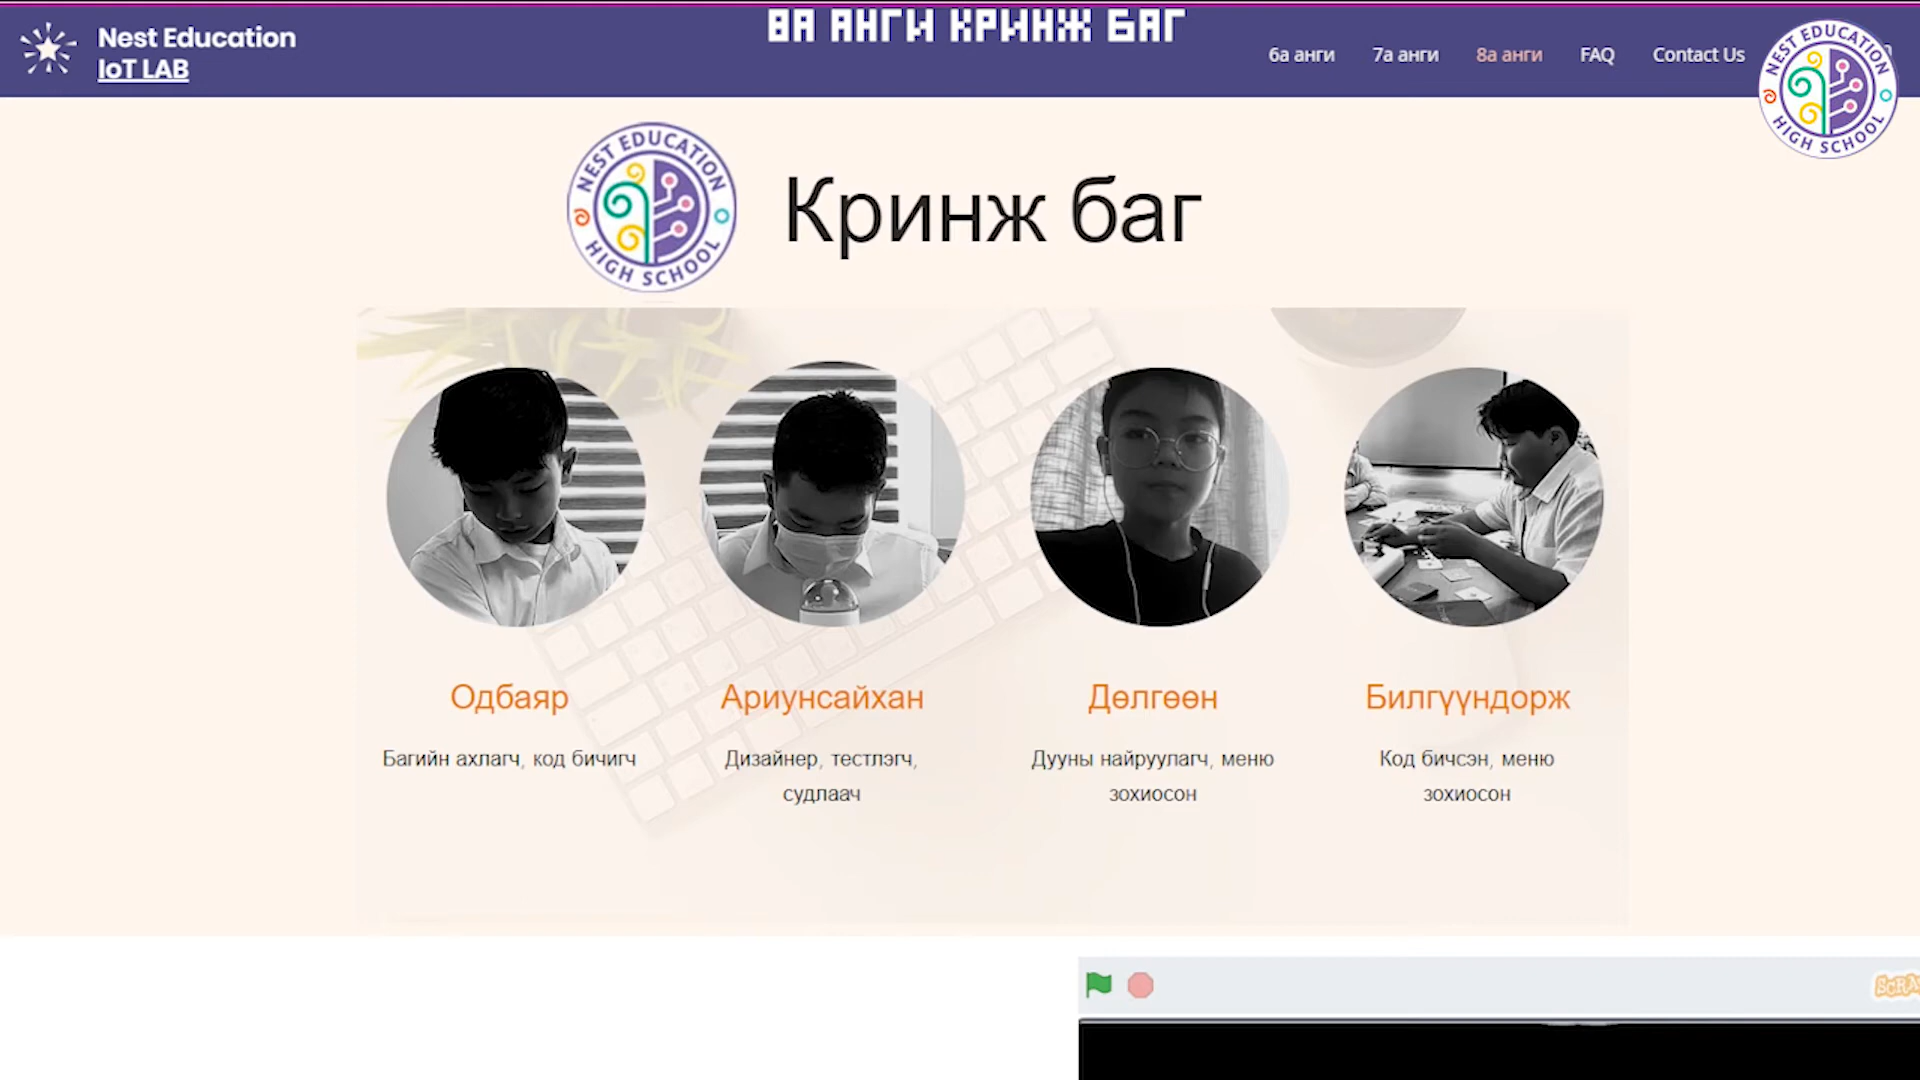 8А АНГИ КРИНЖ БАГ
Nest Education
IoT LAB
6а анги
7а анги
8а анги
FAQ
Contact Us
NEST EDUCATION
HIGH SCHOOL
NEST EDUCATION
HIGH SCHOOL
Кринж баг
Одбаяр
Ариунсайхан
Дөлгөөн
Билгүүндорж
Багийн ахлагч, код бичигч
Дизайнер, тестлэгч,
судлаач
Дууны найруулагч, меню
зохиосон
Код бичсэн, меню
зохиосон